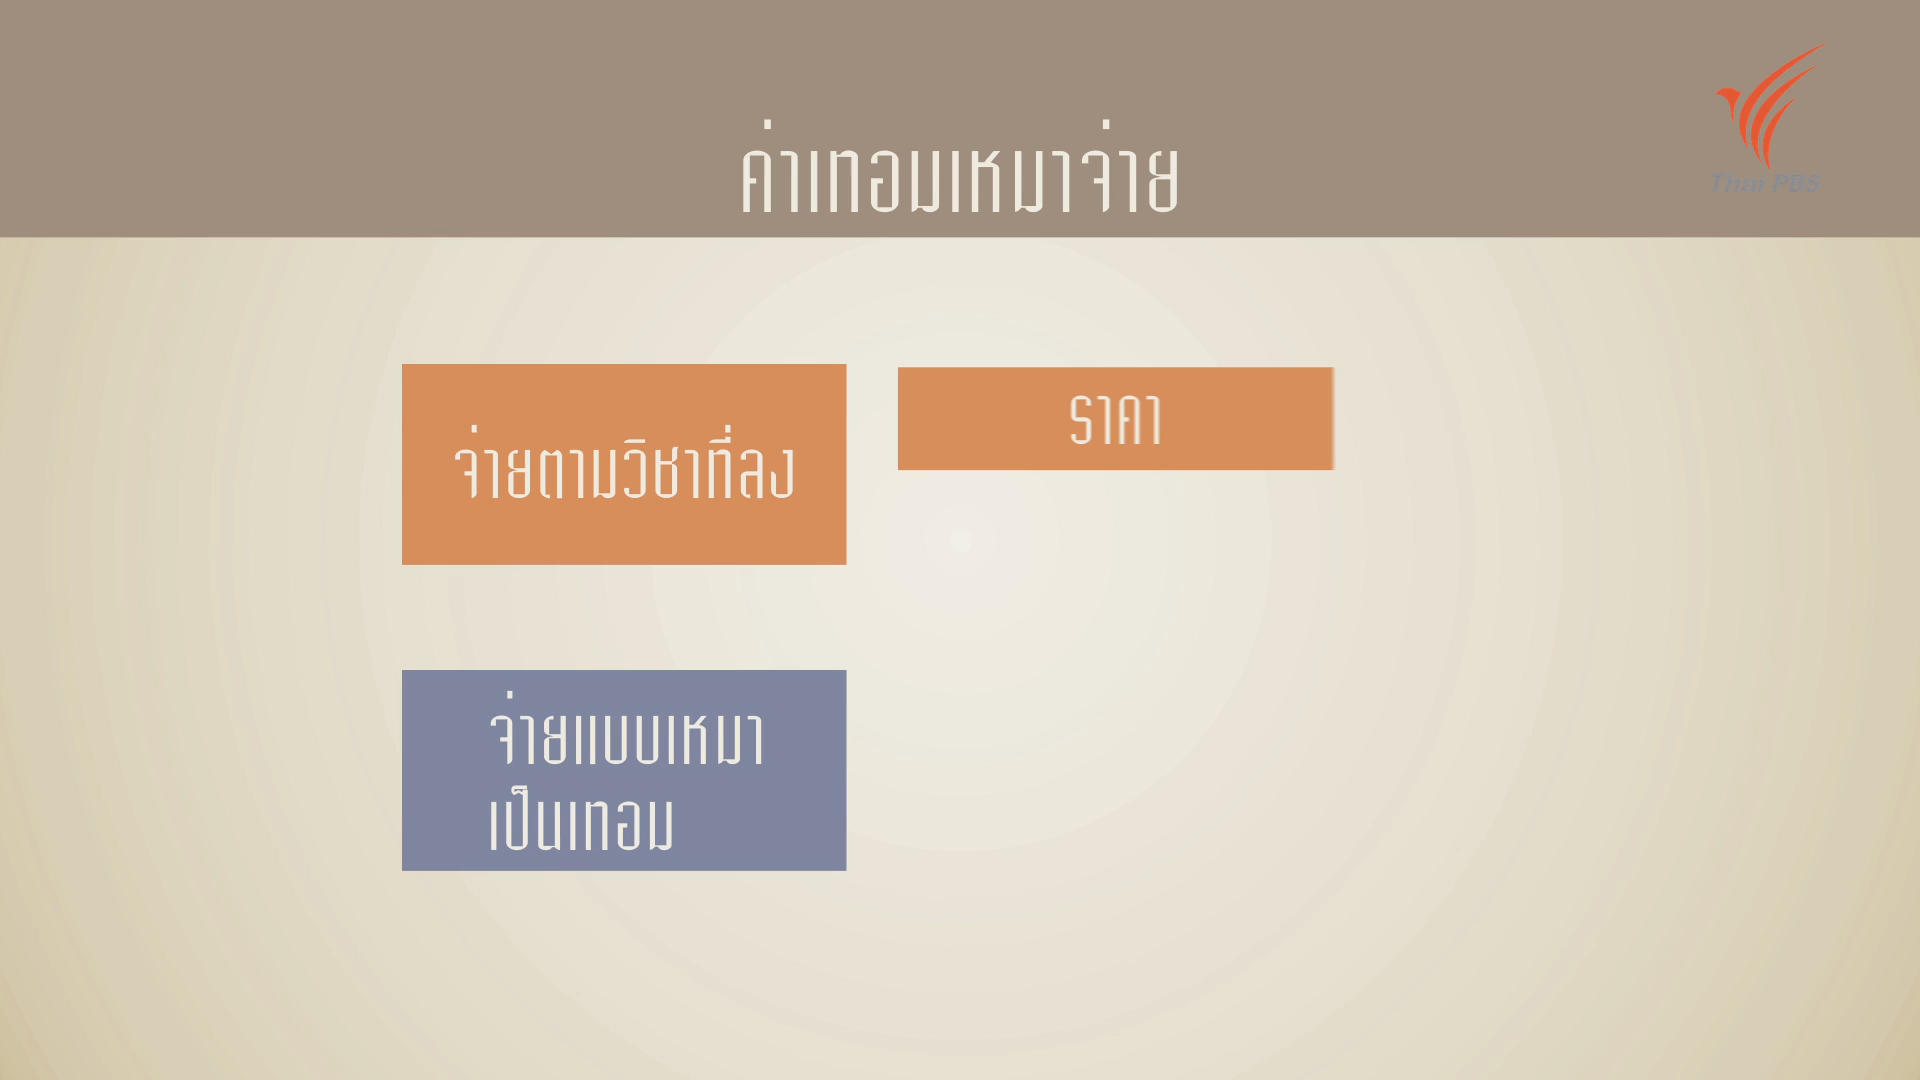 ค่าเทอมเหมาจ่าย
Thai PBS
จ่ายตามวิชาที่ลง
ราคา
จ่ายแบบเหมา
เป็นเทอม